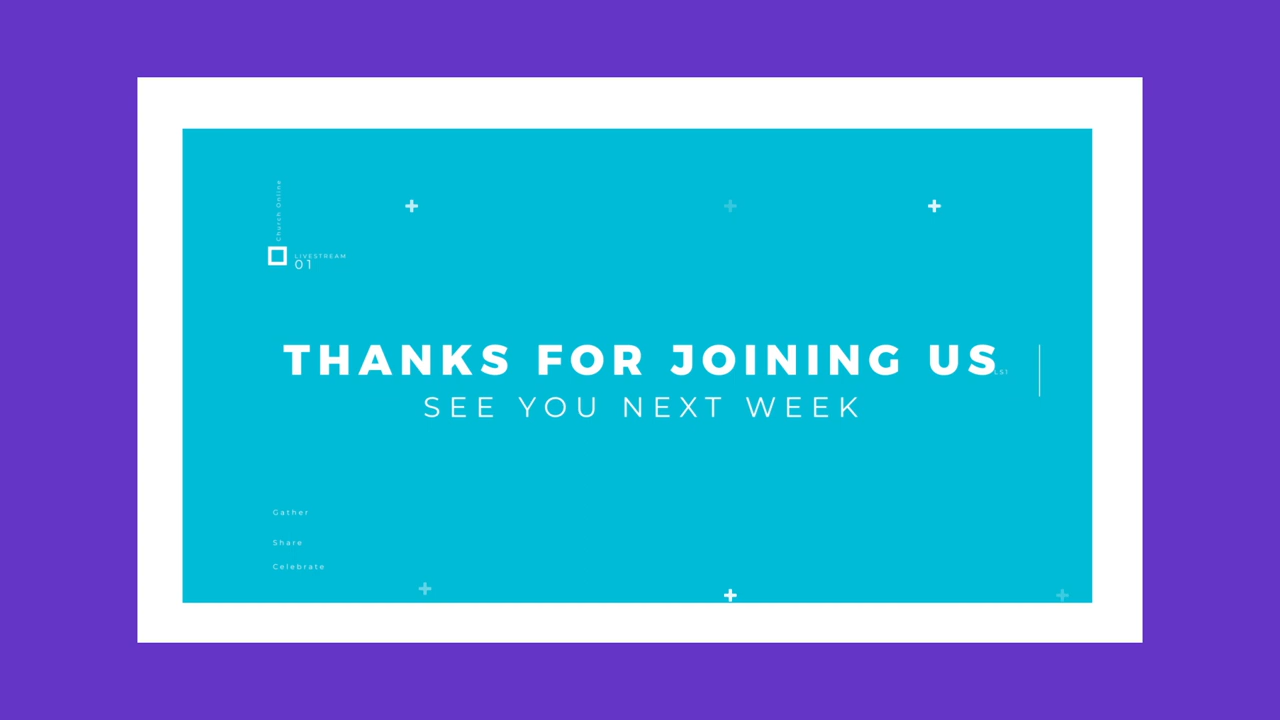 Church Online
LIVESTREAM
01
THANKS FOR JOINING US
SEE YOU NEXT WEEK
Gather
Share
Celebrate